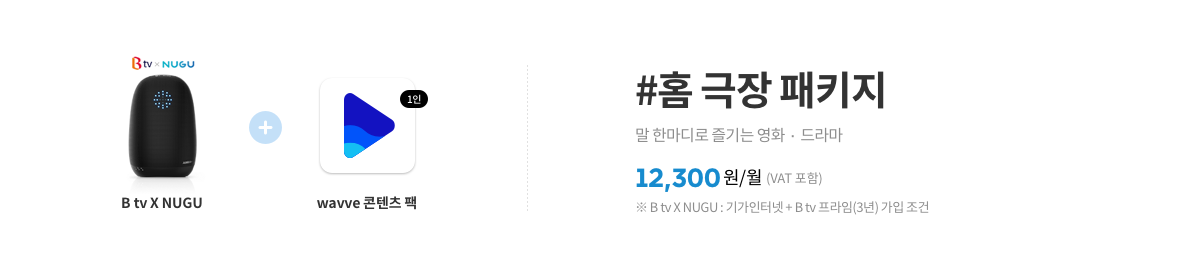 B tv × NUGU
1인
B tv X NUGU
wavve 콘텐츠 팩
#홈 극장 패키지
말 한마디로 즐기는 영화 · 드라마
12,300원/월 (VAT 포함)
※ B tv X NUGU : 기가인터넷 + B tv 프라임(3년) 가입 조건